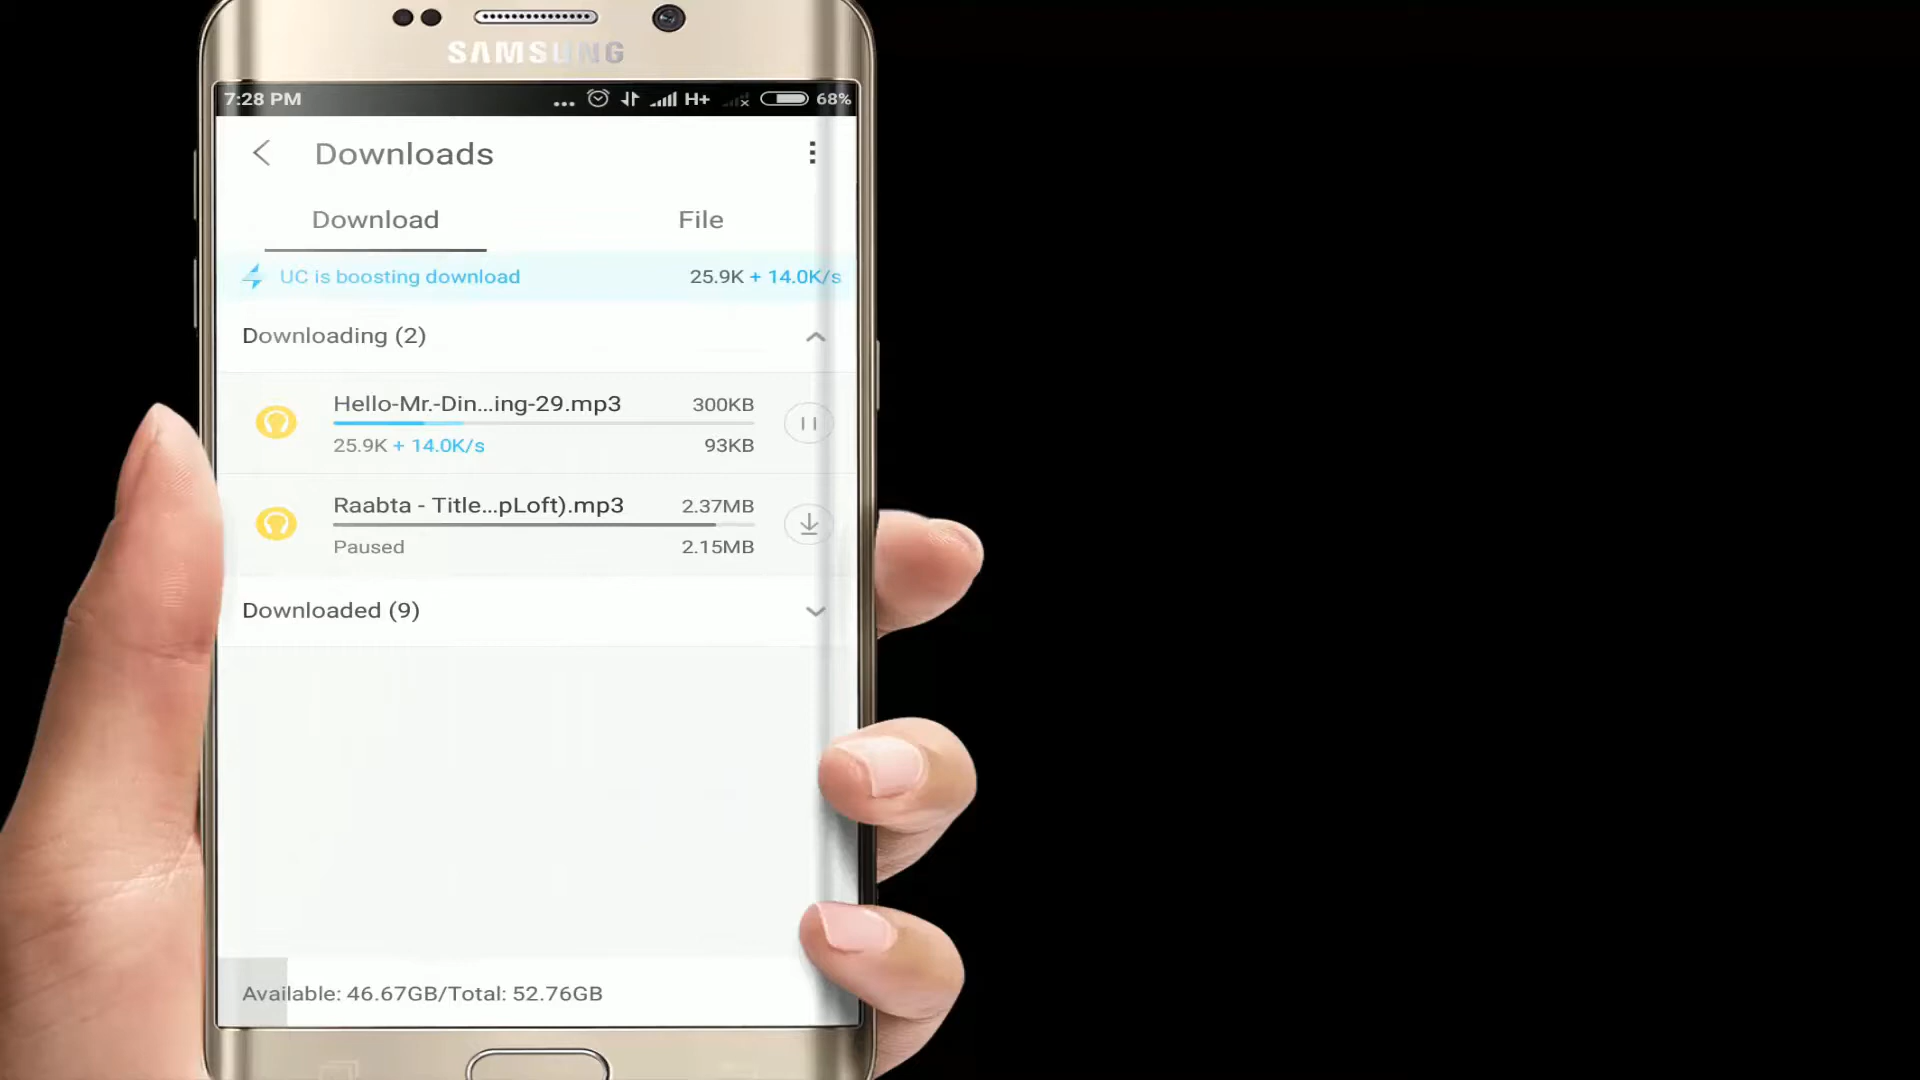 SAMSUNG
7:28 PM ... H+ 68%
Downloads
Download File
UC is boosting download 25.9K + 14.0K/s
Downloading (2)
Hello-Mr.-Din...ing-29.mp3 300KB
25.9K + 14.0K/s 93KB
Raabta - Title...pLoft).mp3 2.37MB
Paused 2.15MB
Downloaded (9)
Available: 46.67GB/Total: 52.76GB